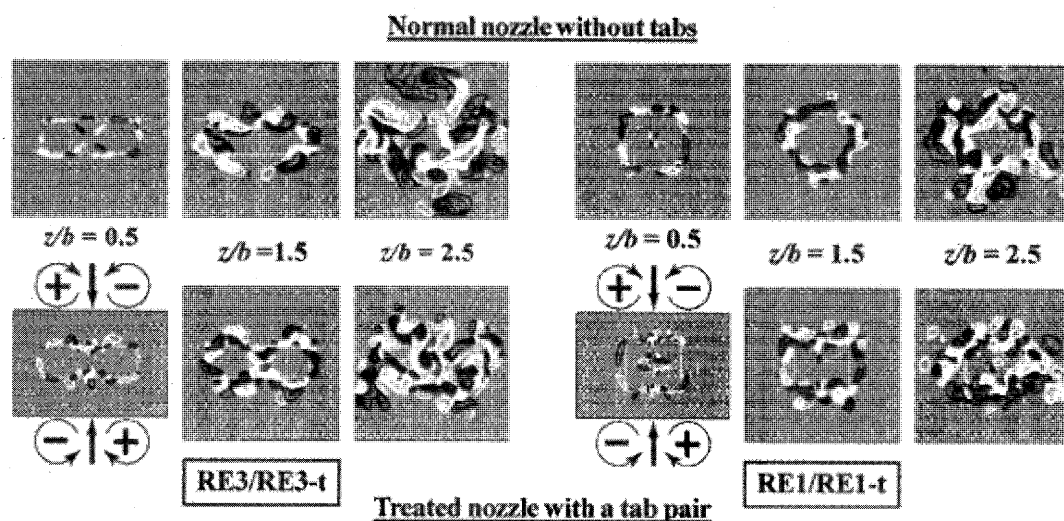 Normal nozzle without tabs
z/b = 0.5
z/b =1.5
z/b = 2.5
z/b = 0.5
z/b = 1.5
z/b = 2.5
+ −
+ −
− +
− +
RE3/RE3-t
RE1/RE1-t
Treated nozzle with a tab pair